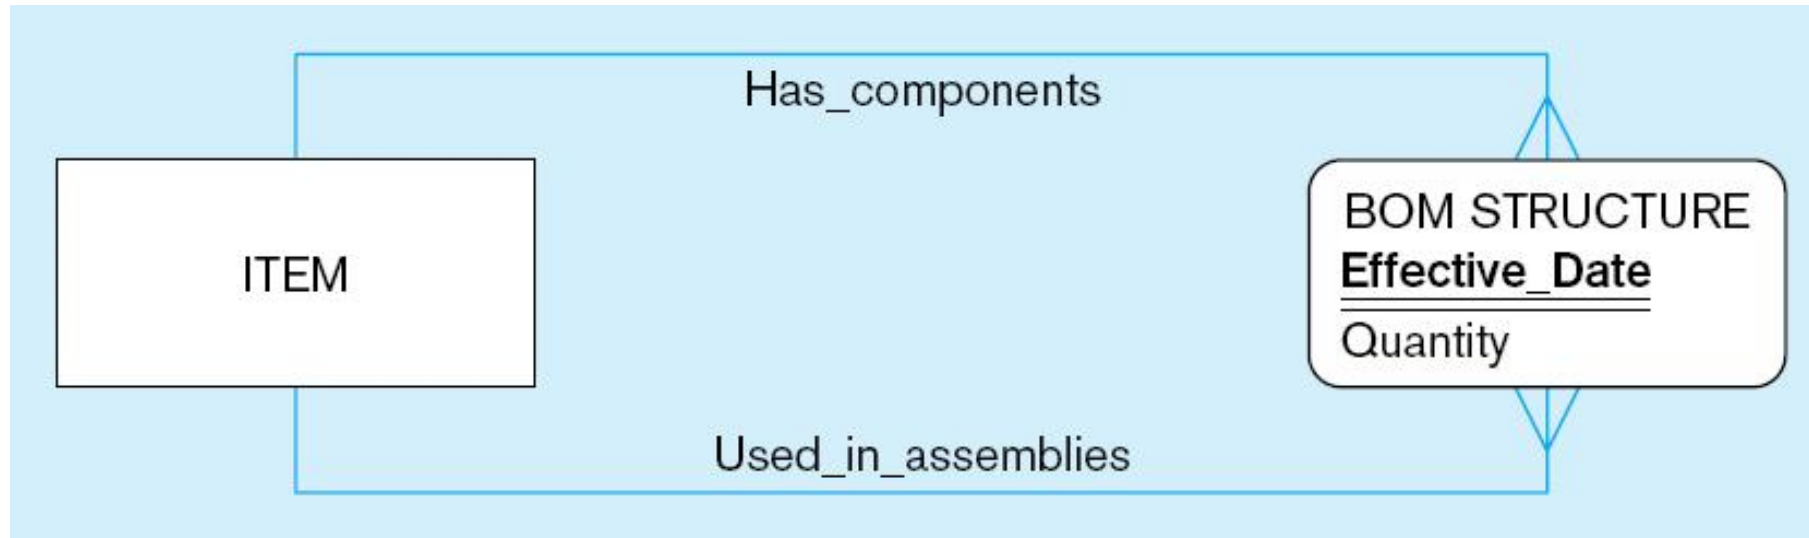 Has_components
ITEM
BOM STRUCTURE
Effective_Date
Quantity
Used_in_assemblies